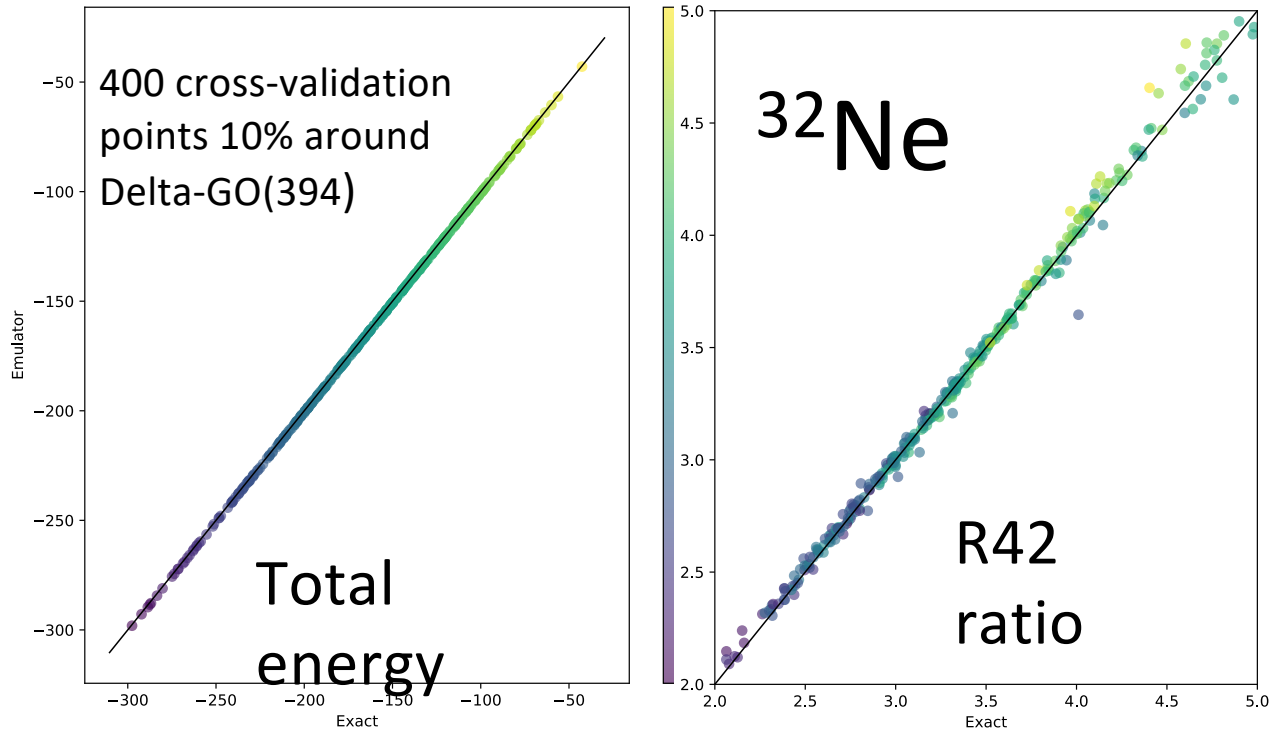 400 cross-validation
points 10% around
Delta-GO(394)
Total
energy
Emulator
−50
−100
−150
−200
−250
−300
−300
−250
−200
−150
−100
−50
Exact
³²Ne
R42
ratio
5.0
4.5
4.0
3.5
3.0
2.5
2.0
2.0
2.5
3.0
3.5
4.0
4.5
5.0
Exact